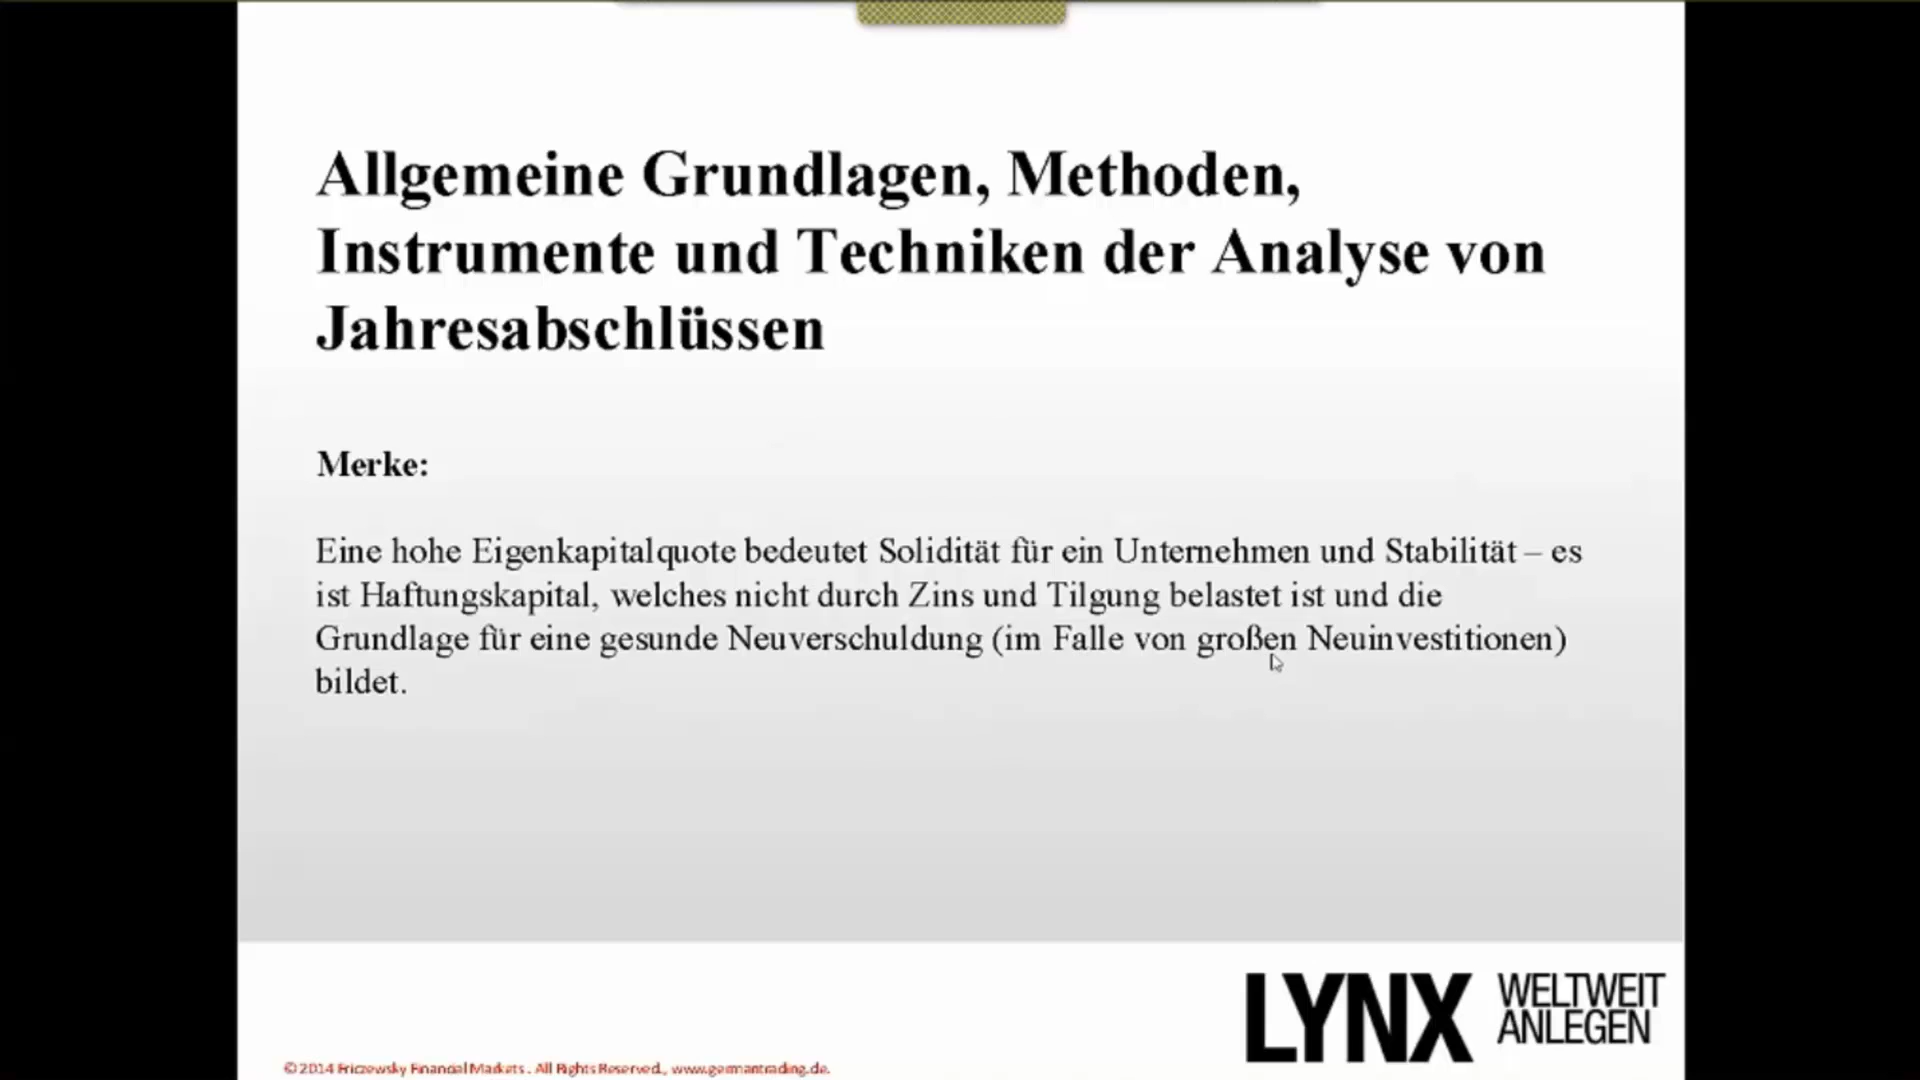 Allgemeine Grundlagen, Methoden,
Instrumente und Techniken der Analyse von
Jahresabschlüssen
Merke:
Eine hohe Eigenkapitalquote bedeutet Solidität für ein Unternehmen und Stabilität – es
ist Haftungskapital, welches nicht durch Zins und Tilgung belastet ist und die
Grundlage für eine gesunde Neuverschuldung (im Falle von großen Neuinvestitionen)
bildet.
LYNX WELTWEIT
ANLEGEN
© 2014 Friczewsky Financial Markets . All Rights Reserved., www.germantrading.de.